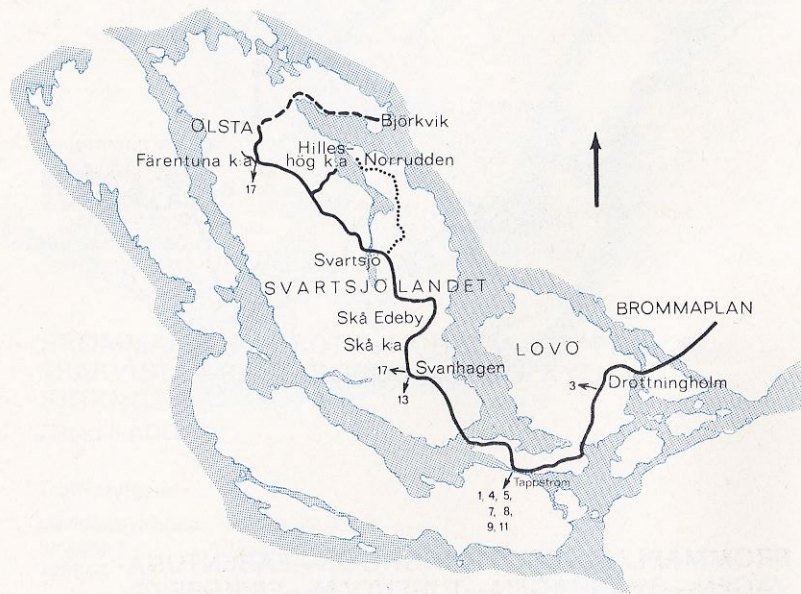 Björkvik
ÖLSTA
Hilles-
Färentuna k:a
hög k:a
Norrudden
17
Svartsjö
SVARTSJÖLANDET
BROMMAPLAN
Skå Edeby
LOVÖ
Skå k:a
17
Svanhagen
3
Drottningholm
13
Tappström
1, 4, 5,
7, 8,
9, 11